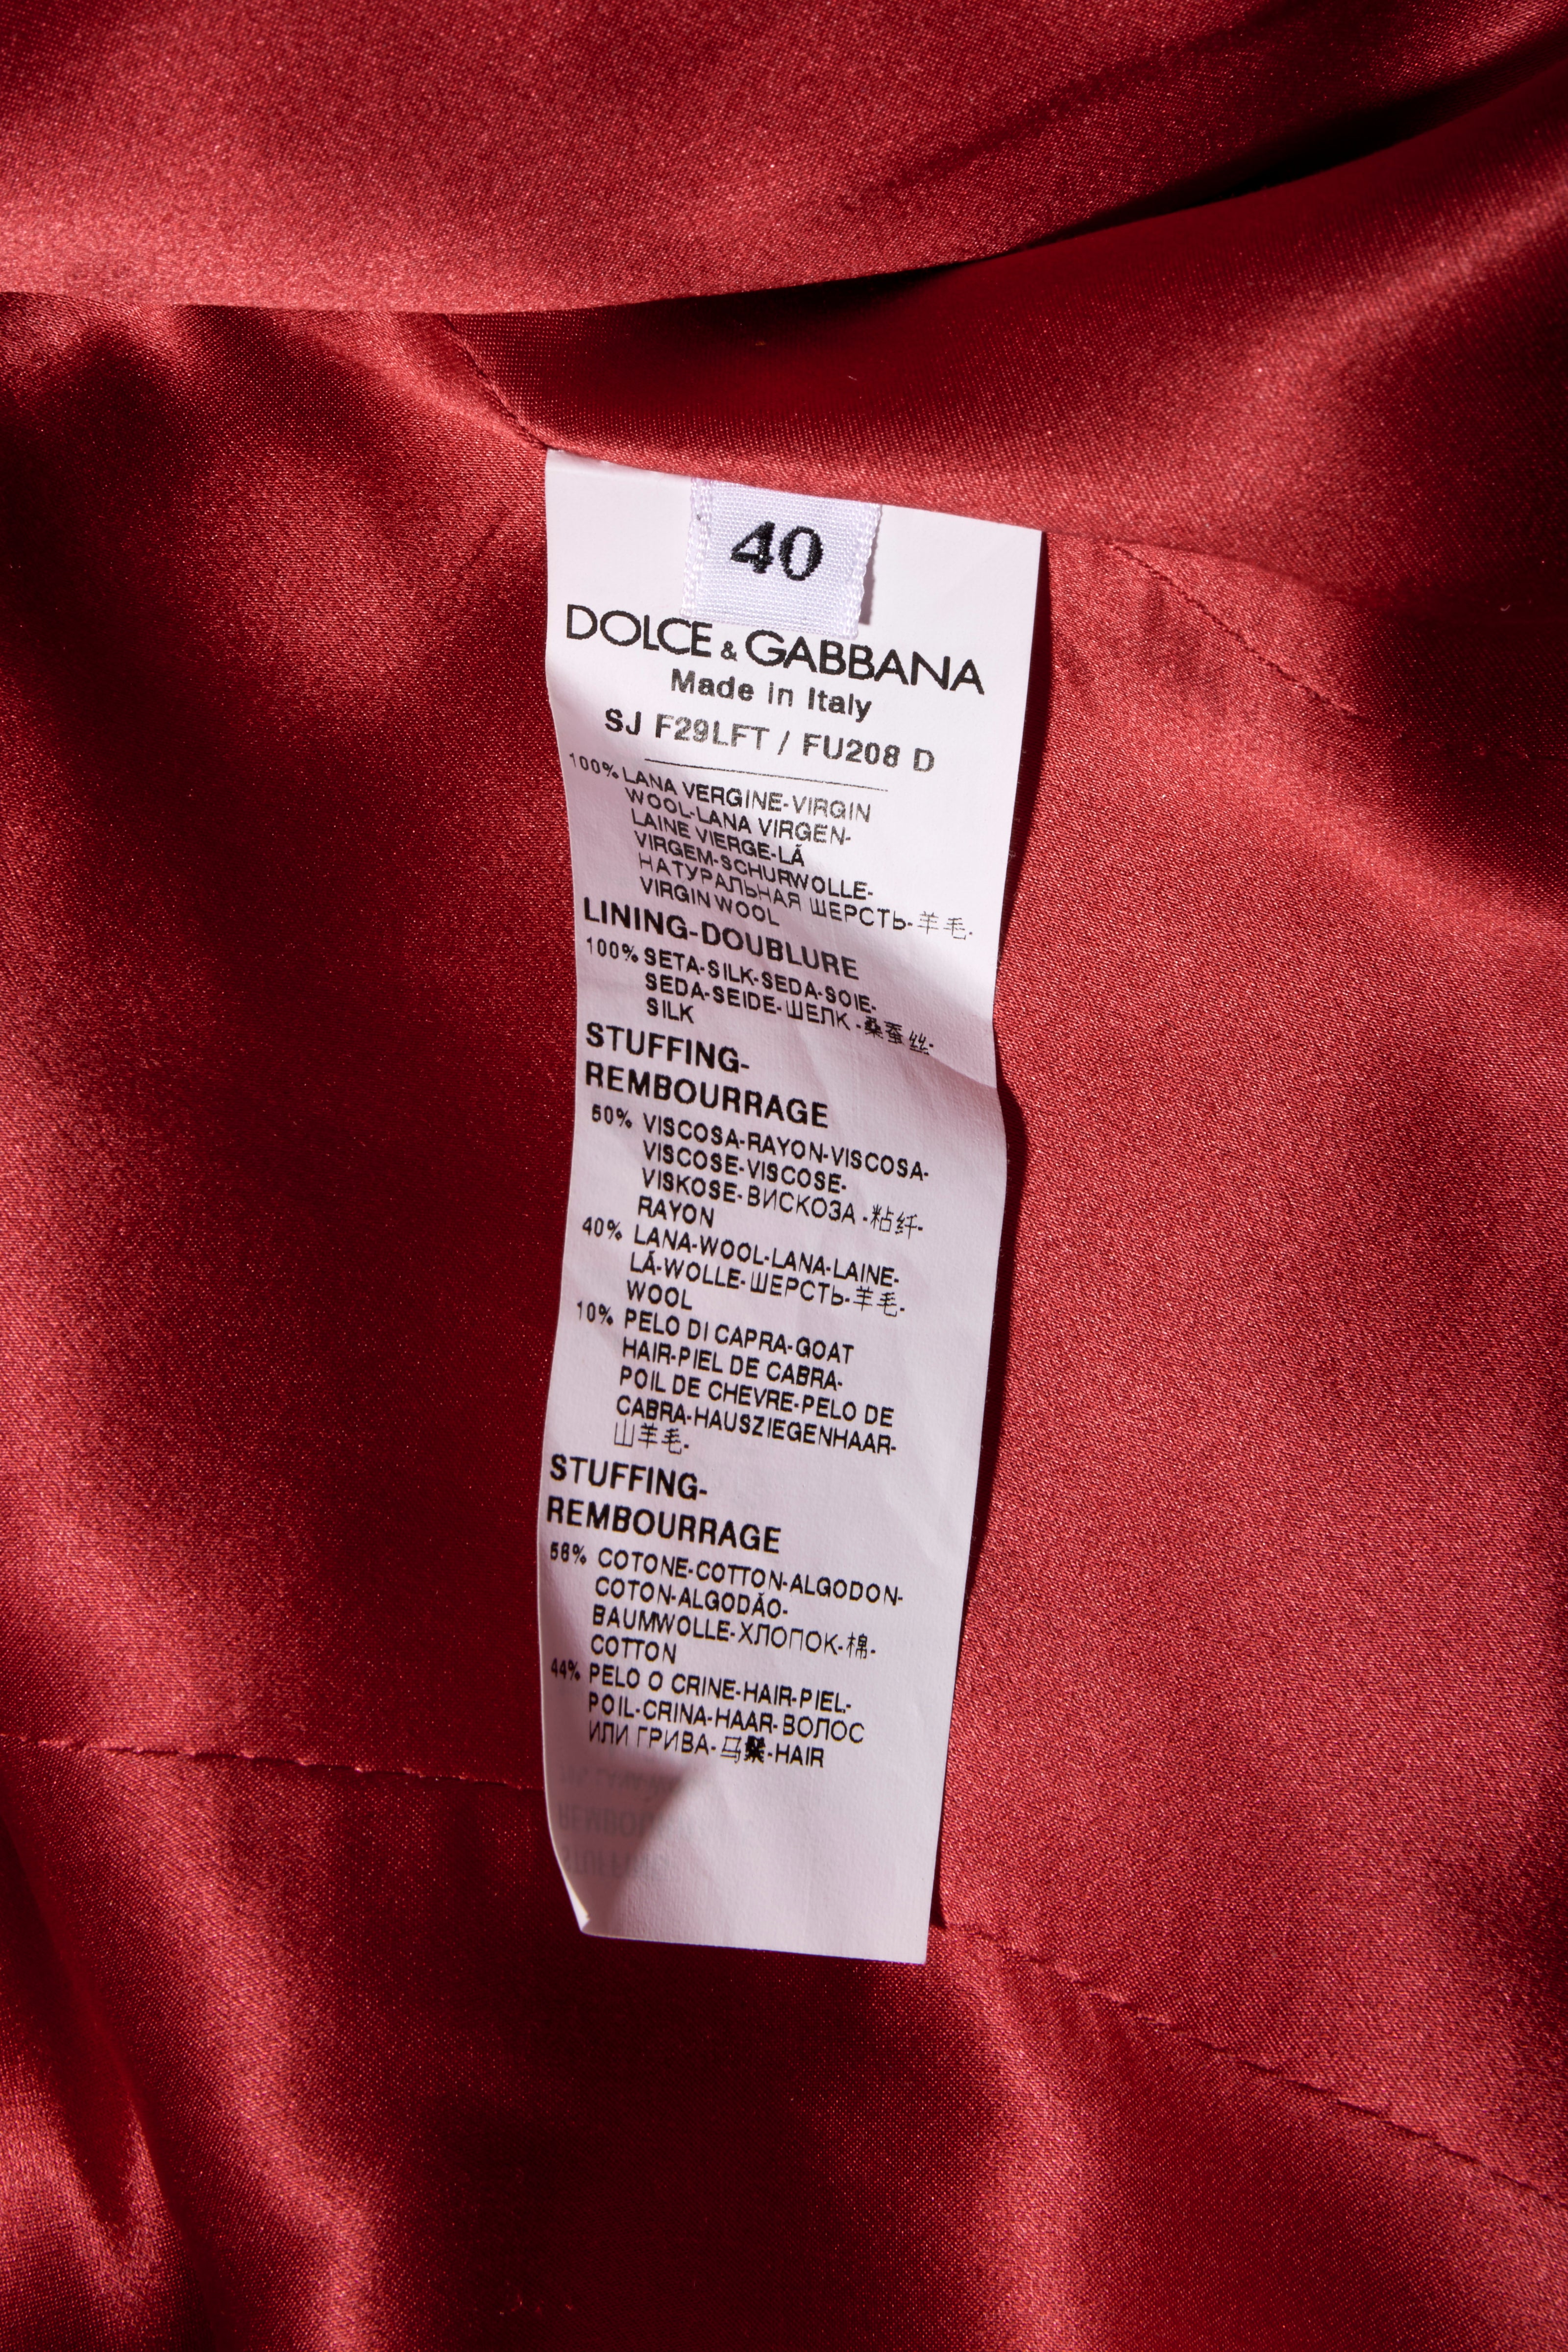 40
DOLCE & GABBANA
Made in Italy
SJ F29LFT / FU208 D
100% LANA VERGINE-VIRGIN
WOOL-LANA VIRGEN-
LAINE VIERGE-LÃ
VIRGEM-SCHURWOLLE-
НАТУРАЛЬНАЯ ШЕРСТЬ-羊毛-
VIRGIN WOOL
LINING-DOUBLURE
100% SETA-SILK-SEDA-SOIE-
SEDA-SEIDE-ШЕЛК-桑蚕丝-
SILK
STUFFING-
REMBOURRAGE
50% VISCOSA-RAYON-VISCOSA-
VISCOSE-VISCOSE-
VISKOSE-ВИСКОЗА-粘纤-
RAYON
40% LANA-WOOL-LANA-LAINE-
LÃ-WOLLE-ШЕРСТЬ-羊毛-
WOOL
10% PELO DI CAPRA-GOAT
HAIR-PIEL DE CABRA-
POIL DE CHEVRE-PELO DE
CABRA-HAUSZIEGENHAAR-
山羊毛-
STUFFING-
REMBOURRAGE
56% COTONE-COTTON-ALGODON-
COTON-ALGODÃO-
BAUMWOLLE-ХЛОПОК-棉-
COTTON
44% PELO O CRINE-HAIR-PIEL-
POIL-CRINA-HAAR-ВОЛОС
ИЛИ ГРИВА-马鬃-HAIR